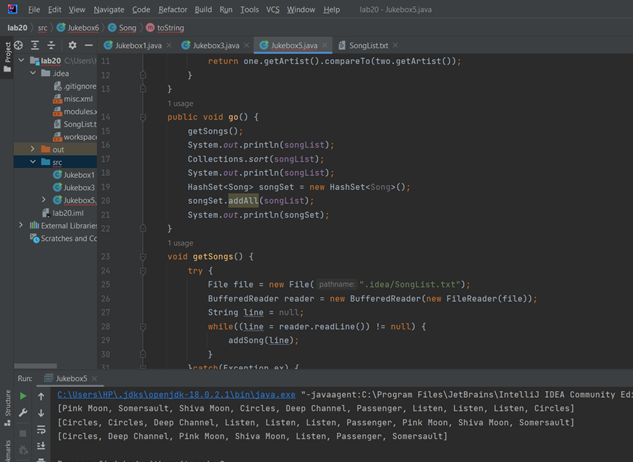 File Edit View Navigate Code Refactor Build Run Tools VCS Window Help lab20 - Jukebox5.java
lab20 src Jukebox6 Song toString
Project
Jukebox1.java Jukebox3.java Jukebox5.java SongList.txt
lab20 C:\Users\H
.idea
.gitignore
misc.xml
modules.x
SongList.t
workspace
out
src
Jukebox1
Jukebox3
Jukebox5.
lab20.iml
External Libraries
Scratches and Co
11 return one.getArtist().compareTo(two.getArtist());
12 }
13 }
1 usage
14 public void go() {
15 getSongs();
16 System.out.println(songList);
17 Collections.sort(songList);
18 System.out.println(songList);
19 HashSet<Song> songSet = new HashSet<Song>();
20 songSet.addAll(songList);
21 System.out.println(songSet);
22 }
1 usage
23 void getSongs() {
24 try {
25 File file = new File( pathname: ".idea/SongList.txt");
26 BufferedReader reader = new BufferedReader(new FileReader(file));
27 String line = null;
28 while((line = reader.readLine()) != null) {
29 addSong(line);
30 }
31 }catch(Exception ex) {
Run: Jukebox5
Structure
C:\Users\HP\.jdks\openjdk-18.0.2.1\bin\java.exe "-javaagent:C:\Program Files\JetBrains\IntelliJ IDEA Community Edi
[Pink Moon, Somersault, Shiva Moon, Circles, Deep Channel, Passenger, Listen, Listen, Listen, Circles]
[Circles, Circles, Deep Channel, Listen, Listen, Listen, Passenger, Pink Moon, Shiva Moon, Somersault]
[Circles, Deep Channel, Pink Moon, Shiva Moon, Listen, Passenger, Somersault]